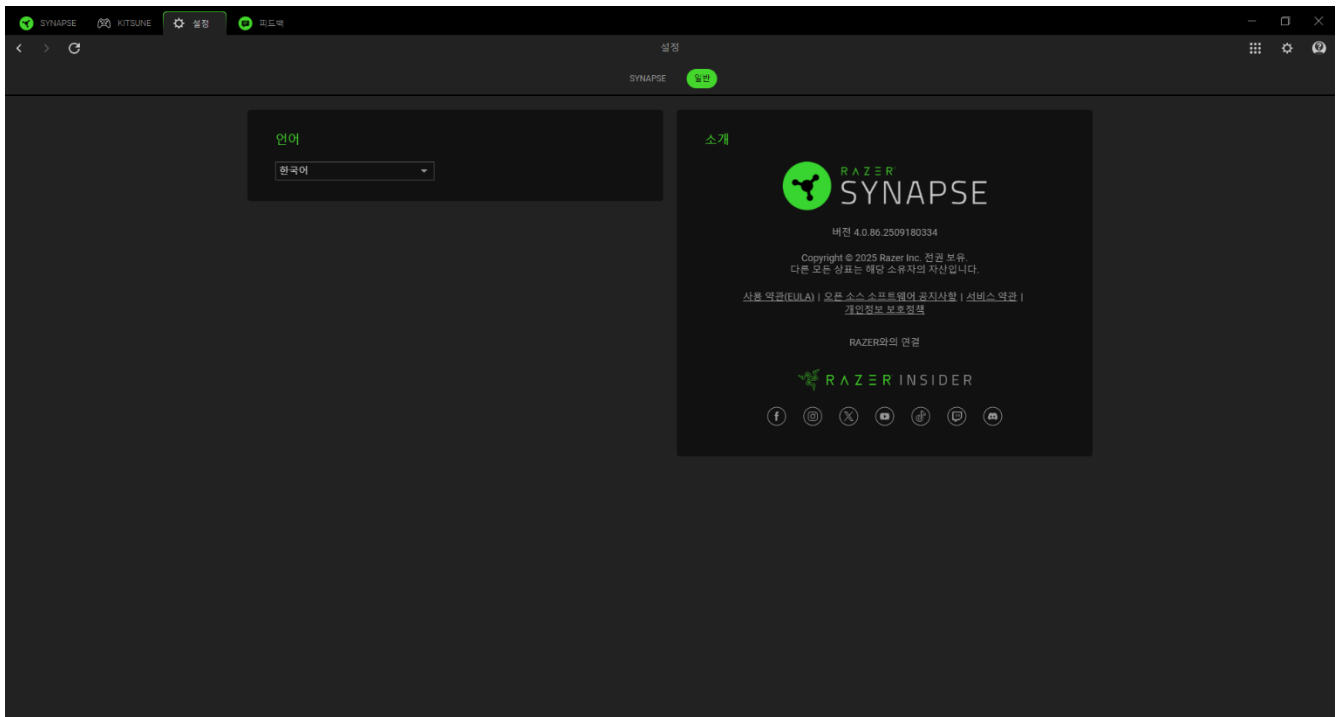 SYNAPSE KITSUNE 설정 피드백
설정
SYNAPSE 일반
언어
한국어
소개
RAZER
SYNAPSE
버전 4.0.86.2509180334
Copyright © 2025 Razer Inc. 전권 보유.
다른 모든 상표는 해당 소유자의 자산입니다.
사용 약관(EULA) | 오픈 소스 소프트웨어 공지사항 | 서비스 약관 |
개인정보 보호정책
RAZER와의 연결
RAZER INSIDER